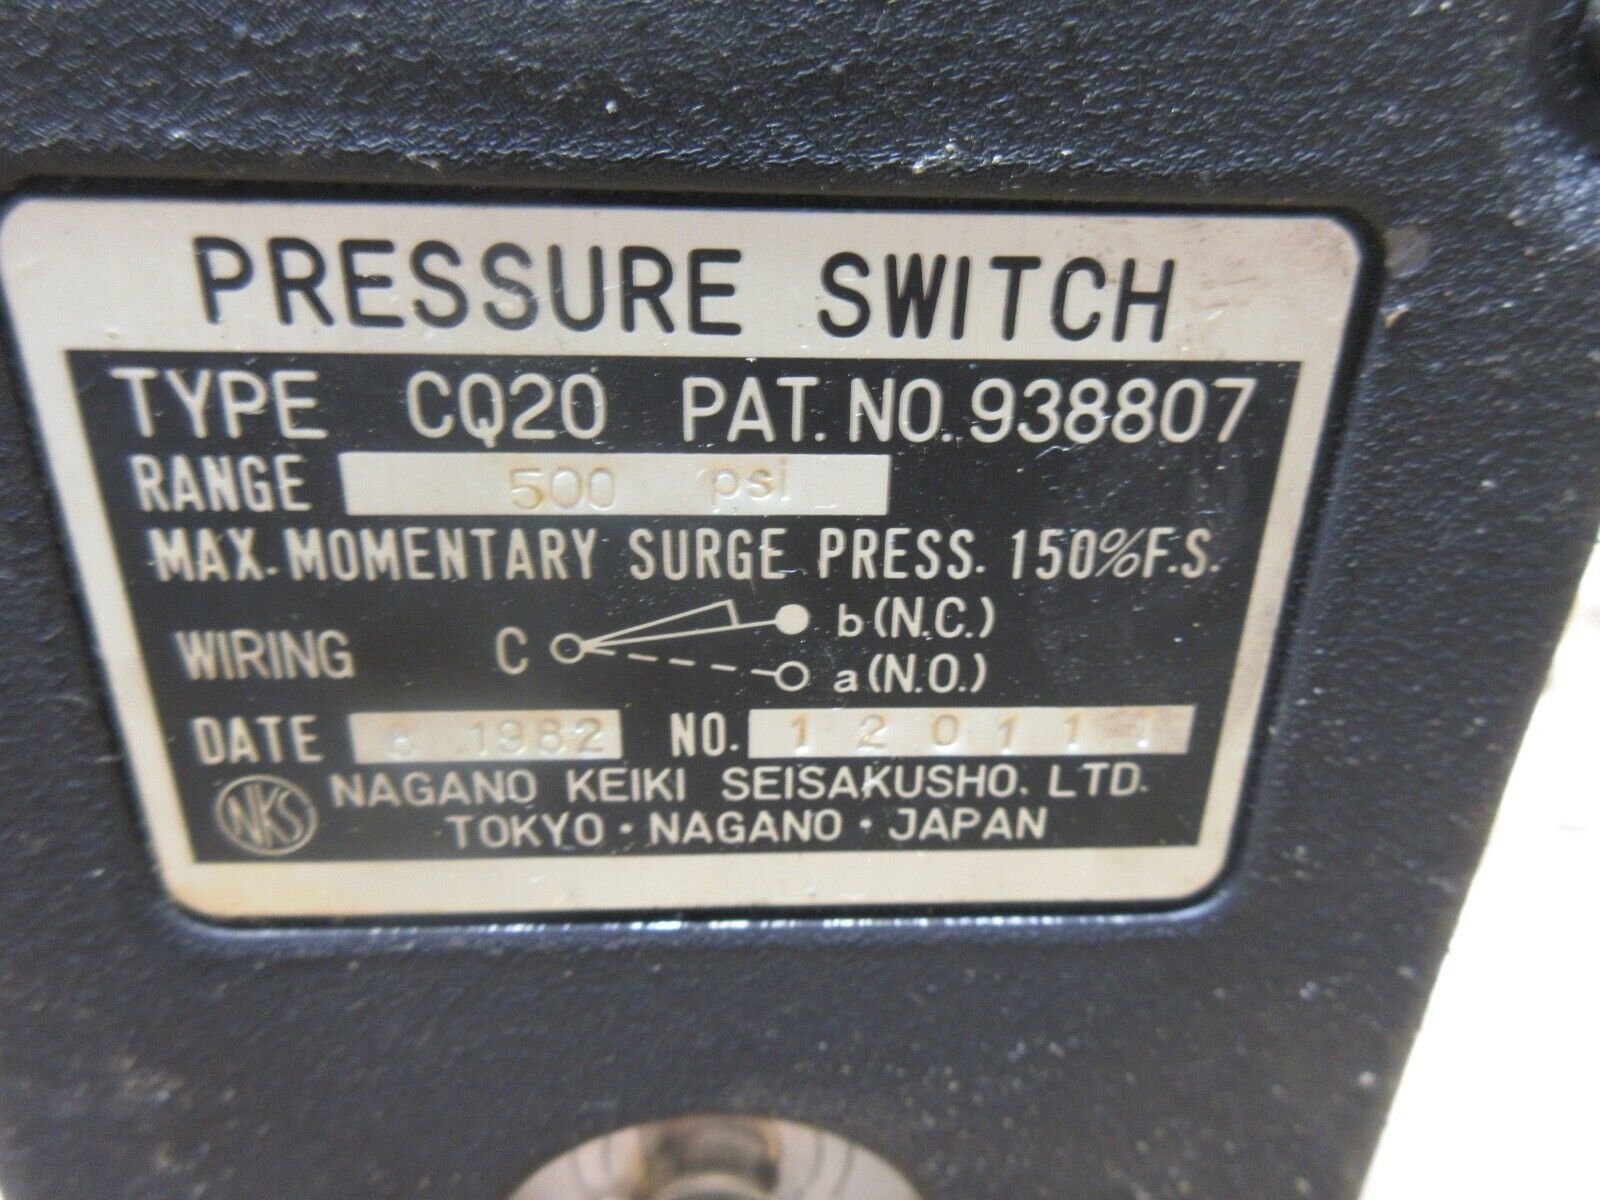 PRESSURE SWITCH
TYPE CQ20 PAT. NO. 938807
RANGE 500 psi
MAX. MOMENTARY SURGE PRESS. 150%F.S.
WIRING C b (N.C.)
a (N.O.)
DATE 1982 NO.
NKS NAGANO KEIKI SEISAKUSHO. LTD.
TOKYO · NAGANO · JAPAN